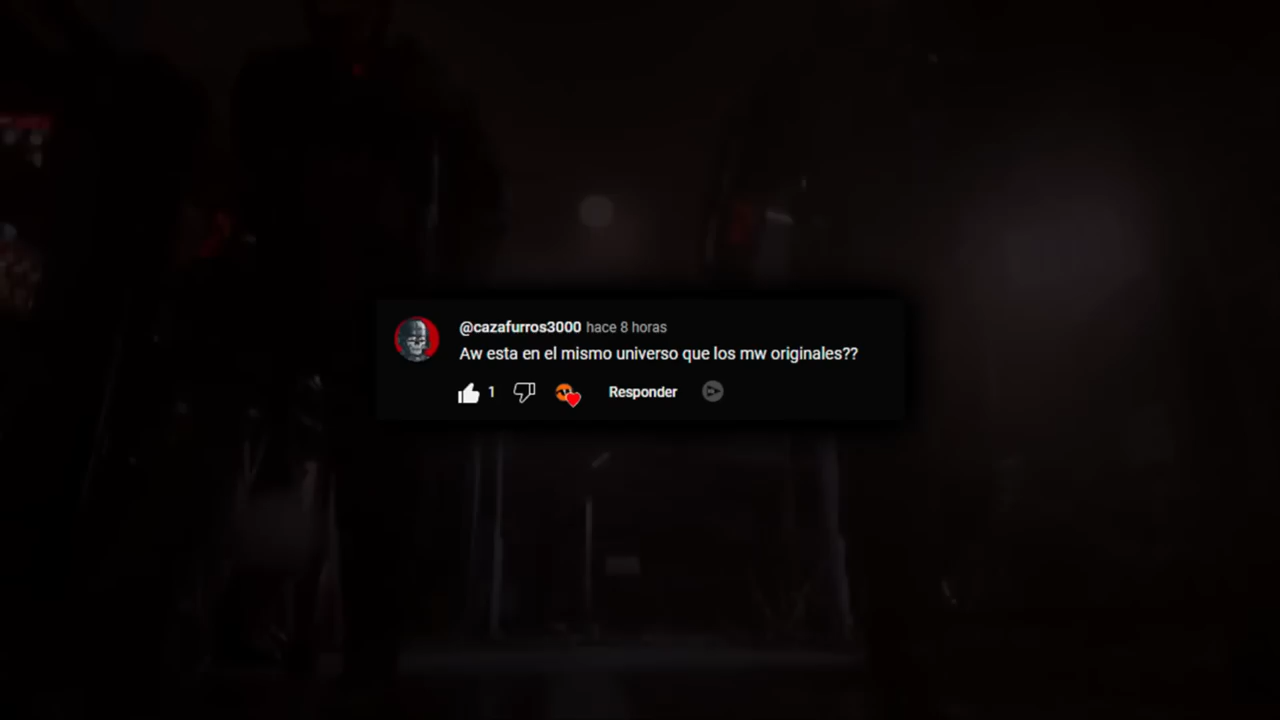 @cazafurros3000 hace 8 horas
Aw esta en el mismo universo que los mw originales??
1 Responder